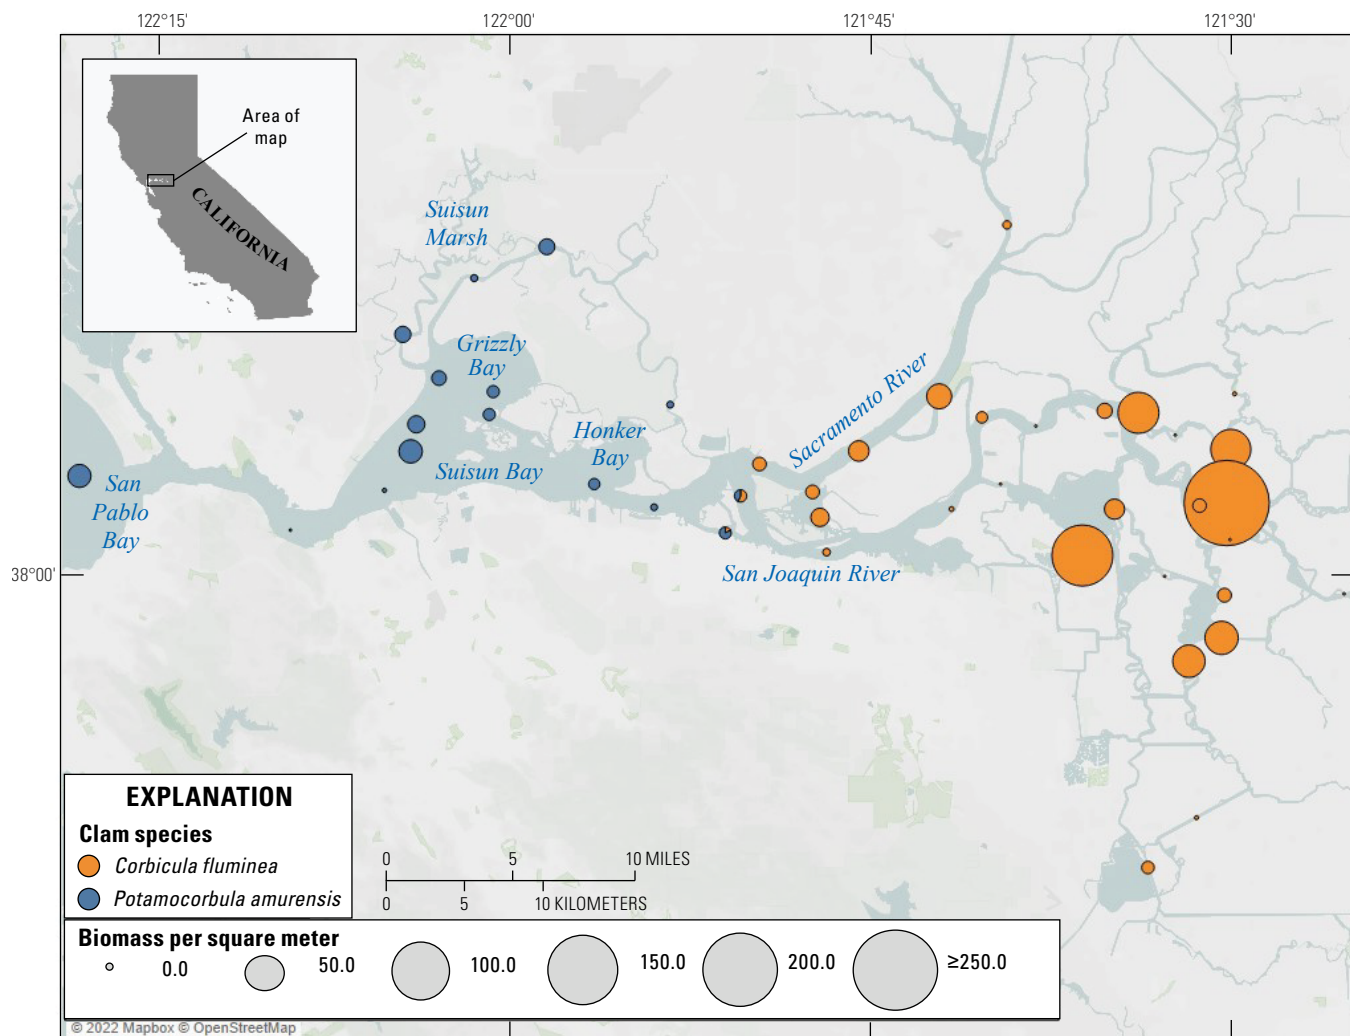 122°15'
122°00'
121°45'
121°30'
Area of
map
CALIFORNIA
Suisun
Marsh
Grizzly
Bay
Sacramento River
Honker
Bay
Suisun Bay
San
Pablo
Bay
38°00'
San Joaquin River
EXPLANATION
Clam species
Corbicula fluminea
Potamocorbula amurensis
0 5 10 MILES
0 5 10 KILOMETERS
Biomass per square meter
0.0 50.0 100.0 150.0 200.0 ≥250.0
© 2022 Mapbox © OpenStreetMap